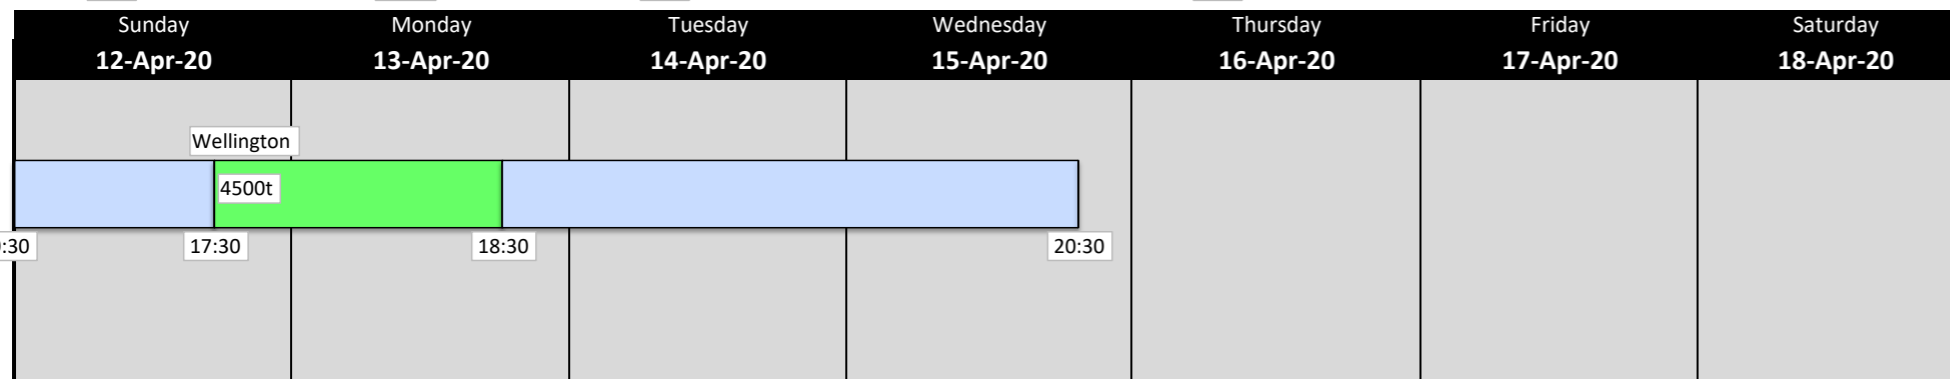 Sunday Monday Tuesday Wednesday Thursday Friday Saturday
12-Apr-20 13-Apr-20 14-Apr-20 15-Apr-20 16-Apr-20 17-Apr-20 18-Apr-20
Wellington
4500t
:30 17:30 18:30 20:30